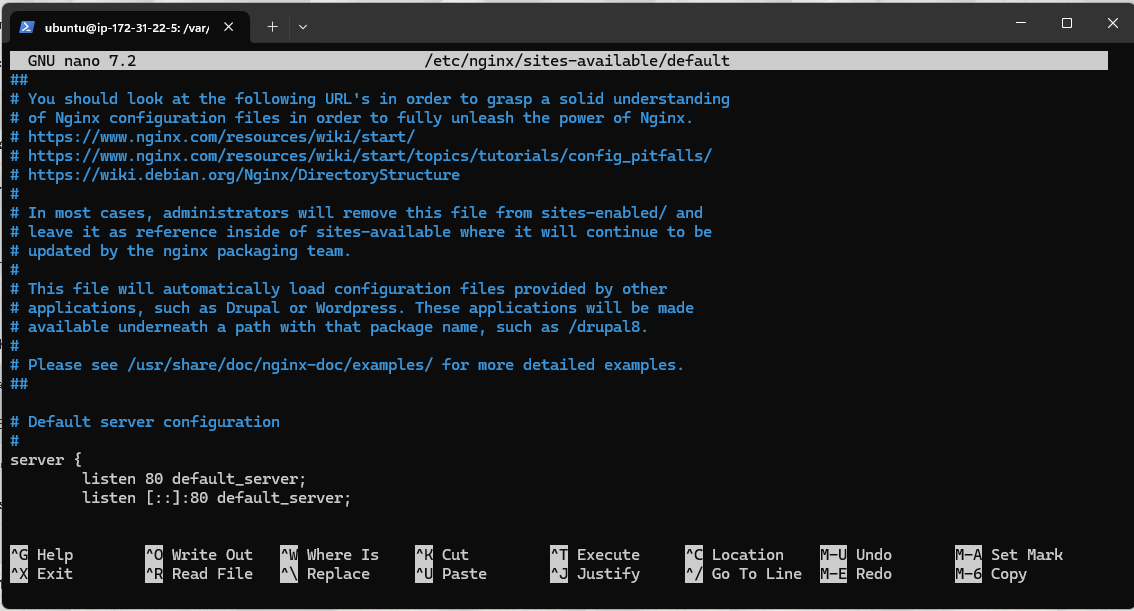 ubuntu@ip-172-31-22-5: /var/
GNU nano 7.2 /etc/nginx/sites-available/default
##
# You should look at the following URL's in order to grasp a solid understanding
# of Nginx configuration files in order to fully unleash the power of Nginx.
# https://www.nginx.com/resources/wiki/start/
# https://www.nginx.com/resources/wiki/start/topics/tutorials/config_pitfalls/
# https://wiki.debian.org/Nginx/DirectoryStructure
#
# In most cases, administrators will remove this file from sites-enabled/ and
# leave it as reference inside of sites-available where it will continue to be
# updated by the nginx packaging team.
#
# This file will automatically load configuration files provided by other
# applications, such as Drupal or Wordpress. These applications will be made
# available underneath a path with that package name, such as /drupal8.
#
# Please see /usr/share/doc/nginx-doc/examples/ for more detailed examples.
##
# Default server configuration
#
server {
listen 80 default_server;
listen [::]:80 default_server;
^G Help ^O Write Out ^W Where Is ^K Cut ^T Execute ^C Location M-U Undo M-A Set Mark
^X Exit ^R Read File ^\ Replace ^U Paste ^J Justify ^/ Go To Line M-E Redo M-6 Copy